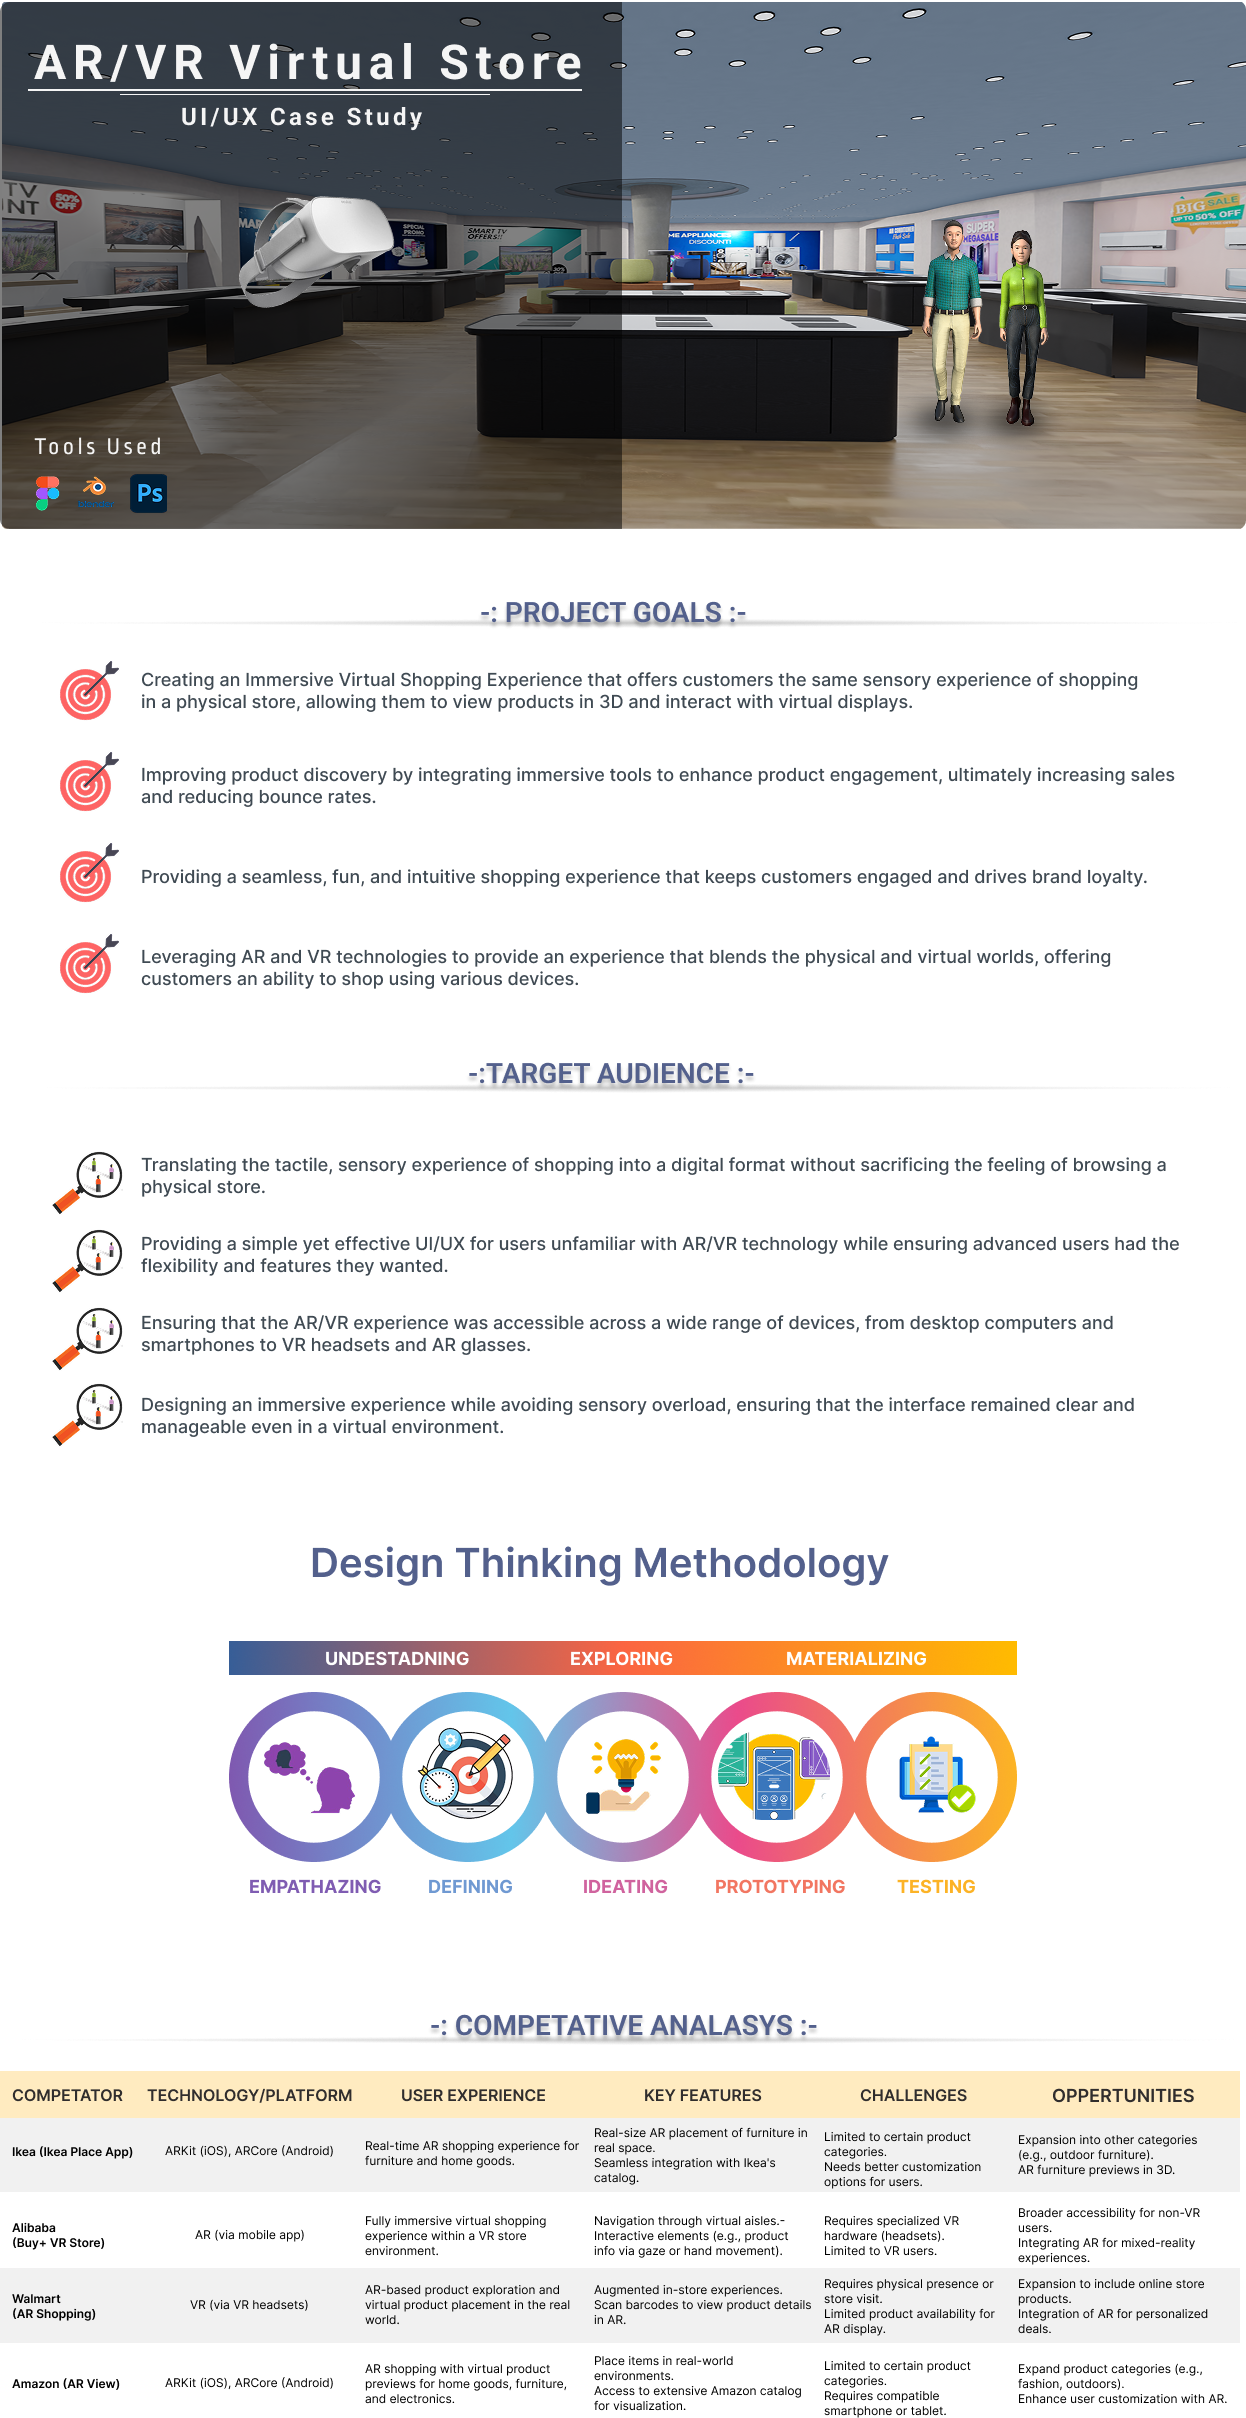 AR/VR Virtual Store
UI/UX Case Study
TV
NT
50%
OFF
MAR
SPECIAL
PROMO
SMART TV
OFFERS!!
ME APPLIANCE
DISCOUNT!
SUPER
MEGASALE
BIG SALE
UP TO 50% OFF
Tools Used
Ps
-: PROJECT GOALS :-
Creating an Immersive Virtual Shopping Experience that offers customers the same sensory experience of shopping
in a physical store, allowing them to view products in 3D and interact with virtual displays.
Improving product discovery by integrating immersive tools to enhance product engagement, ultimately increasing sales
and reducing bounce rates.
Providing a seamless, fun, and intuitive shopping experience that keeps customers engaged and drives brand loyalty.
Leveraging AR and VR technologies to provide an experience that blends the physical and virtual worlds, offering
customers an ability to shop using various devices.
-:TARGET AUDIENCE :-
Translating the tactile, sensory experience of shopping into a digital format without sacrificing the feeling of browsing a
physical store.
Providing a simple yet effective UI/UX for users unfamiliar with AR/VR technology while ensuring advanced users had the
flexibility and features they wanted.
Ensuring that the AR/VR experience was accessible across a wide range of devices, from desktop computers and
smartphones to VR headsets and AR glasses.
Designing an immersive experience while avoiding sensory overload, ensuring that the interface remained clear and
manageable even in a virtual environment.
Design Thinking Methodology
UNDESTADNING EXPLORING MATERIALIZING
EMPATHAZING DEFINING IDEATING PROTOTYPING TESTING
-: COMPETATIVE ANALASYS :-
COMPETATOR TECHNOLOGY/PLATFORM USER EXPERIENCE KEY FEATURES CHALLENGES OPPERTUNITIES
Ikea (Ikea Place App)
ARKit (iOS), ARCore (Android)
Real-time AR shopping experience for
furniture and home goods.
Real-size AR placement of furniture in
real space.
Seamless integration with Ikea's
catalog.
Limited to certain product
categories.
Needs better customization
options for users.
Expansion into other categories
(e.g., outdoor furniture).
AR furniture previews in 3D.
Alibaba
(Buy+ VR Store)
AR (via mobile app)
Fully immersive virtual shopping
experience within a VR store
environment.
Navigation through virtual aisles.-
Interactive elements (e.g., product
info via gaze or hand movement).
Requires specialized VR
hardware (headsets).
Limited to VR users.
Broader accessibility for non-VR
users.
Integrating AR for mixed-reality
experiences.
Walmart
(AR Shopping)
VR (via VR headsets)
AR-based product exploration and
virtual product placement in the real
world.
Augmented in-store experiences.
Scan barcodes to view product details
in AR.
Requires physical presence or
store visit.
Limited product availability for
AR display.
Expansion to include online store
products.
Integration of AR for personalized
deals.
Amazon (AR View)
ARKit (iOS), ARCore (Android)
AR shopping with virtual product
previews for home goods, furniture,
and electronics.
Place items in real-world
environments.
Access to extensive Amazon catalog
for visualization.
Limited to certain product
categories.
Requires compatible
smartphone or tablet.
Expand product categories (e.g.,
fashion, outdoors).
Enhance user customization with AR.